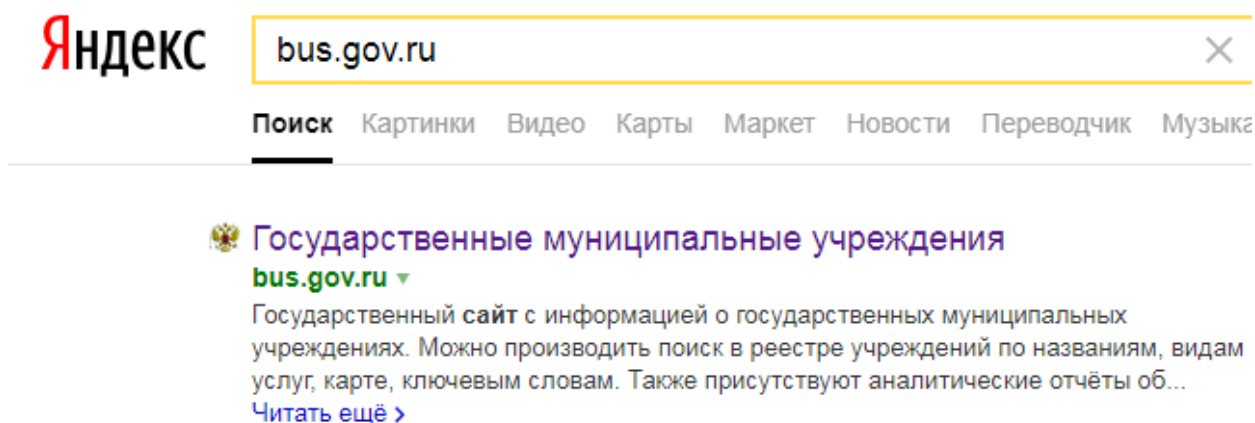 Яндекс
bus.gov.ru
Поиск Картинки Видео Карты Маркет Новости Переводчик Музыка
Государственные муниципальные учреждения
bus.gov.ru
Государственный сайт с информацией о государственных муниципальных
учреждениях. Можно производить поиск в реестре учреждений по названиям, видам
услуг, карте, ключевым словам. Также присутствуют аналитические отчёты об...
Читать ещё >